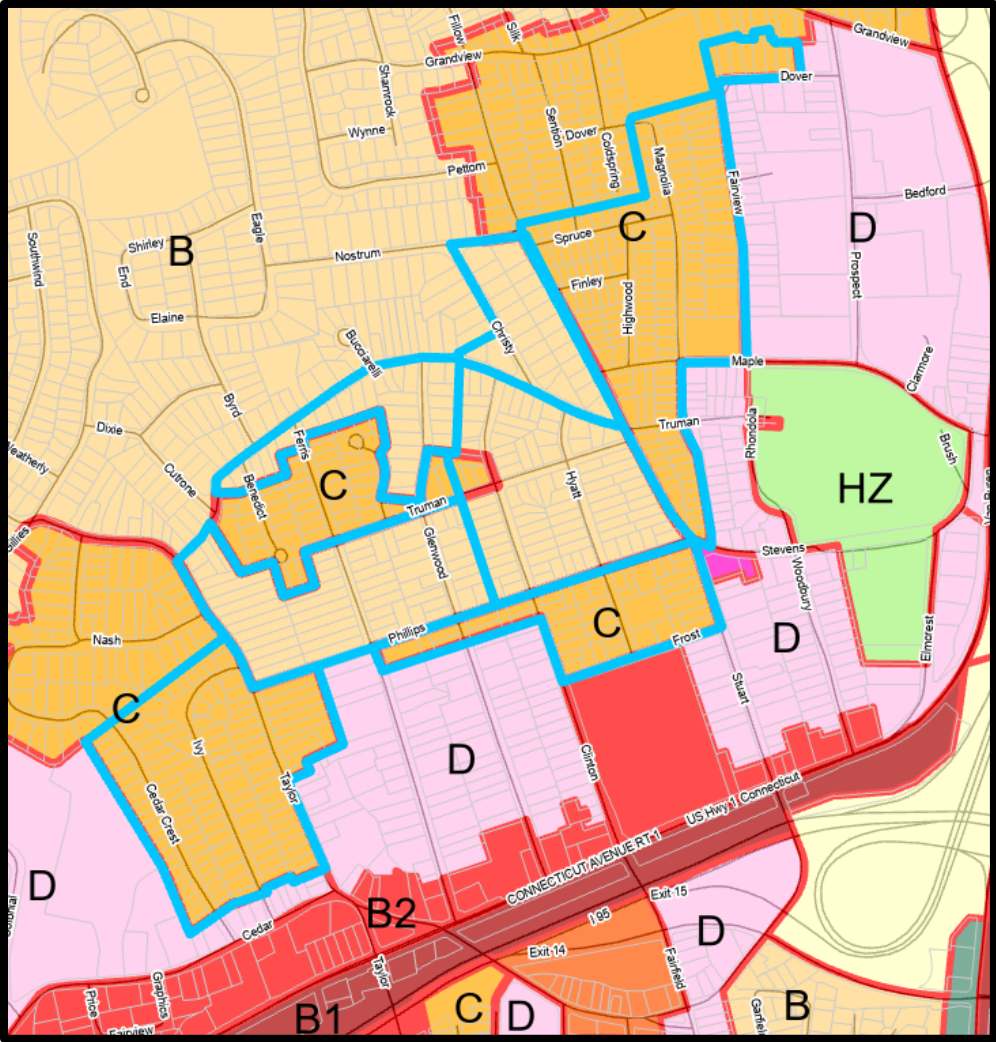 Fillow
Silk
Grandview
Grandview
Shamrock
Dover
Sention
Dover
Coldspring
Wynne
Magnolia
Pettom
Fairview
Bedford
Southwind
Shirley
B
Eagle
Nostrum
Spruce
C
D
End
Finley
Prospect
Highwood
Elaine
Christy
Bucciarelli
Maple
Clarmore
Byrd
Dixie
Ferris
Truman
Rhondola
Brush
Cutrone
Benedict
C
Hyatt
HZ
Truman
Glenwood
Stevens
Woodbury
Nash
Phillips
C
Frost
D
Elmcrest
C
Ivy
Stuart
Taylor
D
Clinton
Cedar Crest
US Hwy 1 Connecticut
CONNECTICUT AVENUE RT 1
D
B2
Exit 15
I 95
Cedar
D
Exit 14
Taylor
Fairfield
Graphics
Price
B1
C
D
B
Fairview